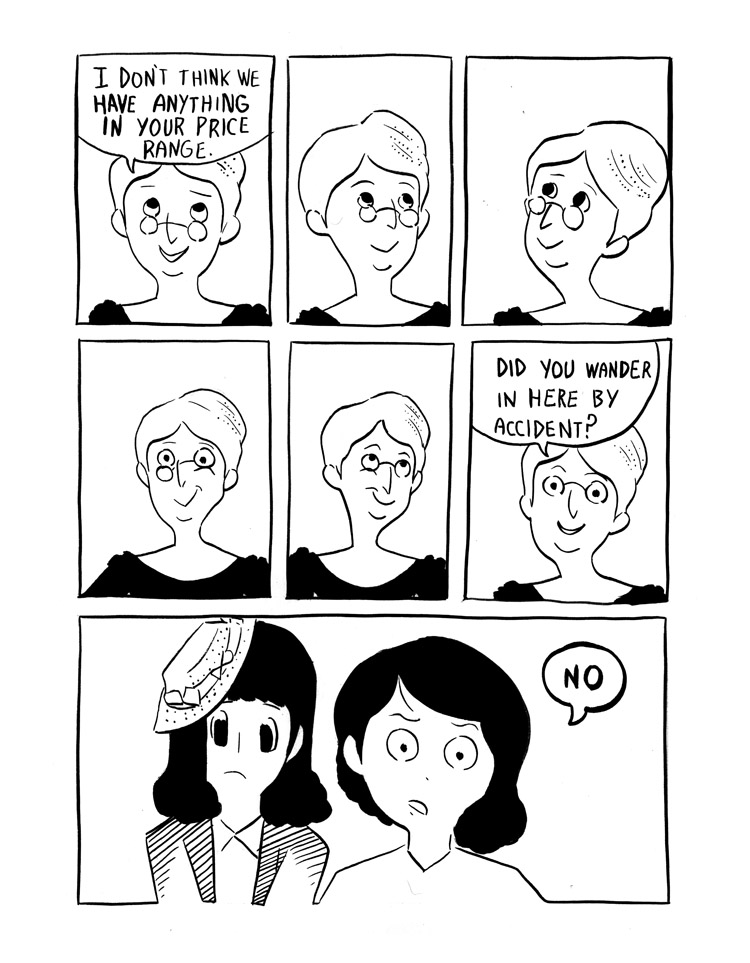 I DON'T THINK WE
HAVE ANYTHING
IN YOUR PRICE
RANGE.
DID YOU WANDER
IN HERE BY
ACCIDENT?
NO